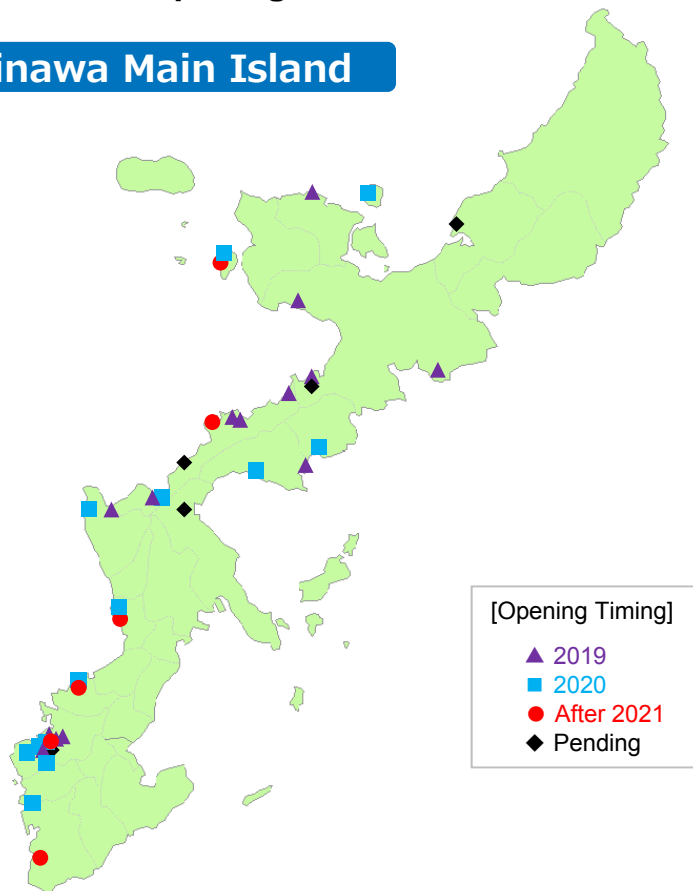 inawa Main Island
[Opening Timing]
2019
2020
After 2021
Pending